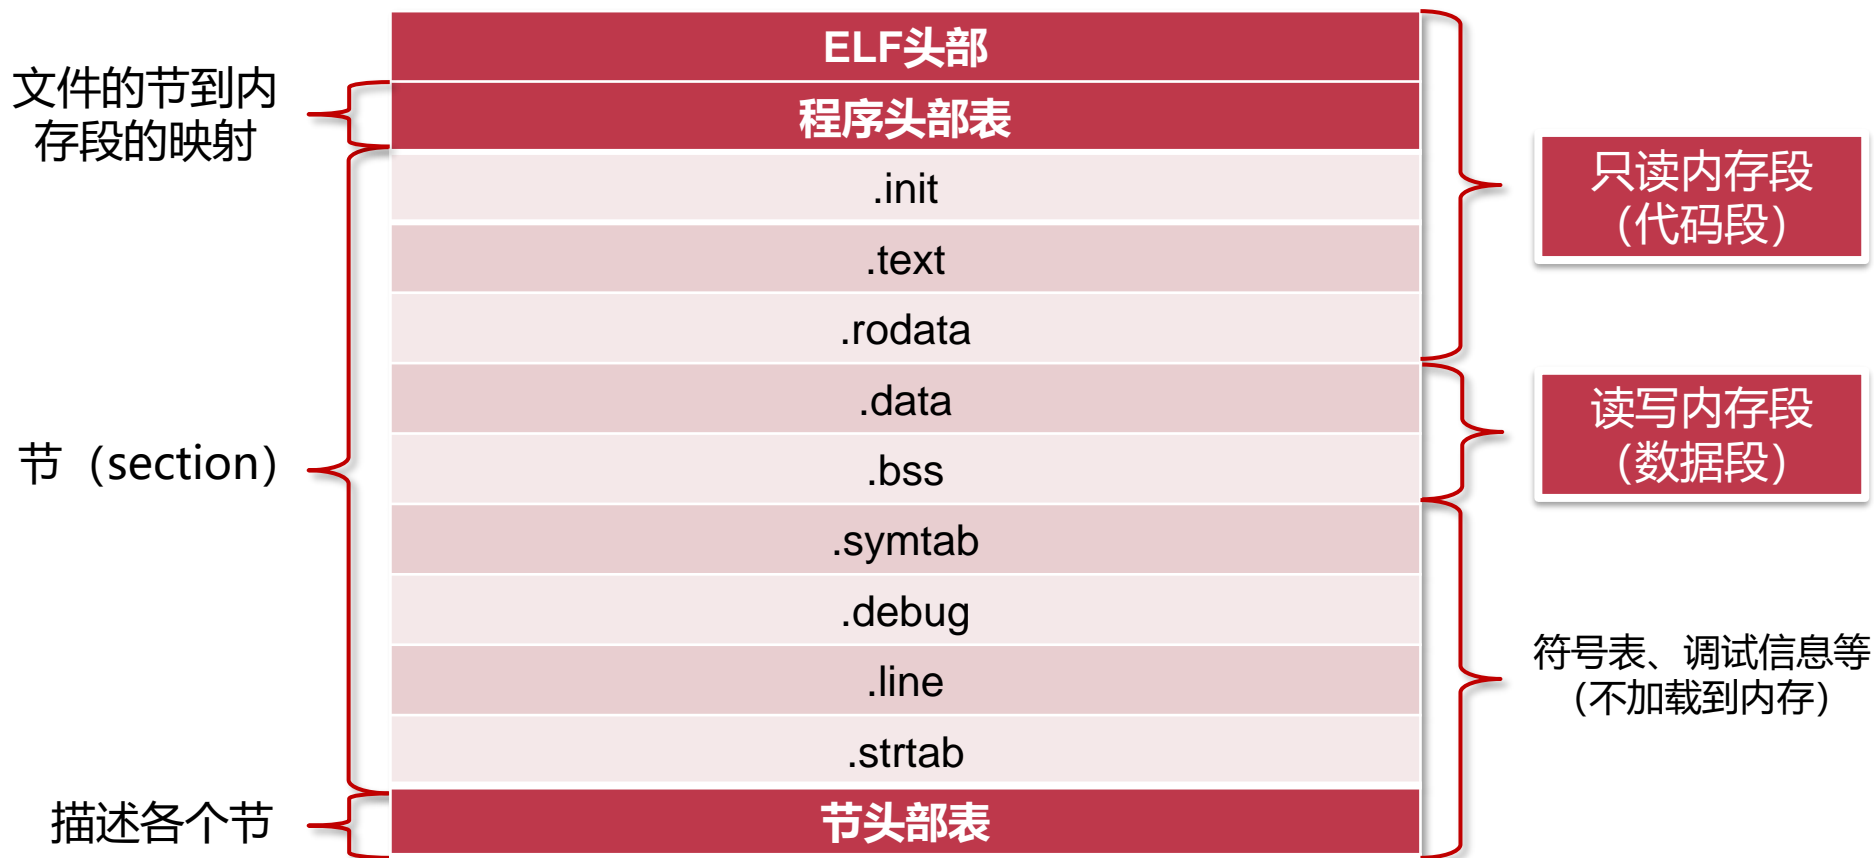 文件的节到内
存段的映射
节（section）
描述各个节
ELF头部
程序头部表
.init
.text
.rodata
.data
.bss
.symtab
.debug
.line
.strtab
节头部表
只读内存段
（代码段）
读写内存段
（数据段）
符号表、调试信息等
（不加载到内存）